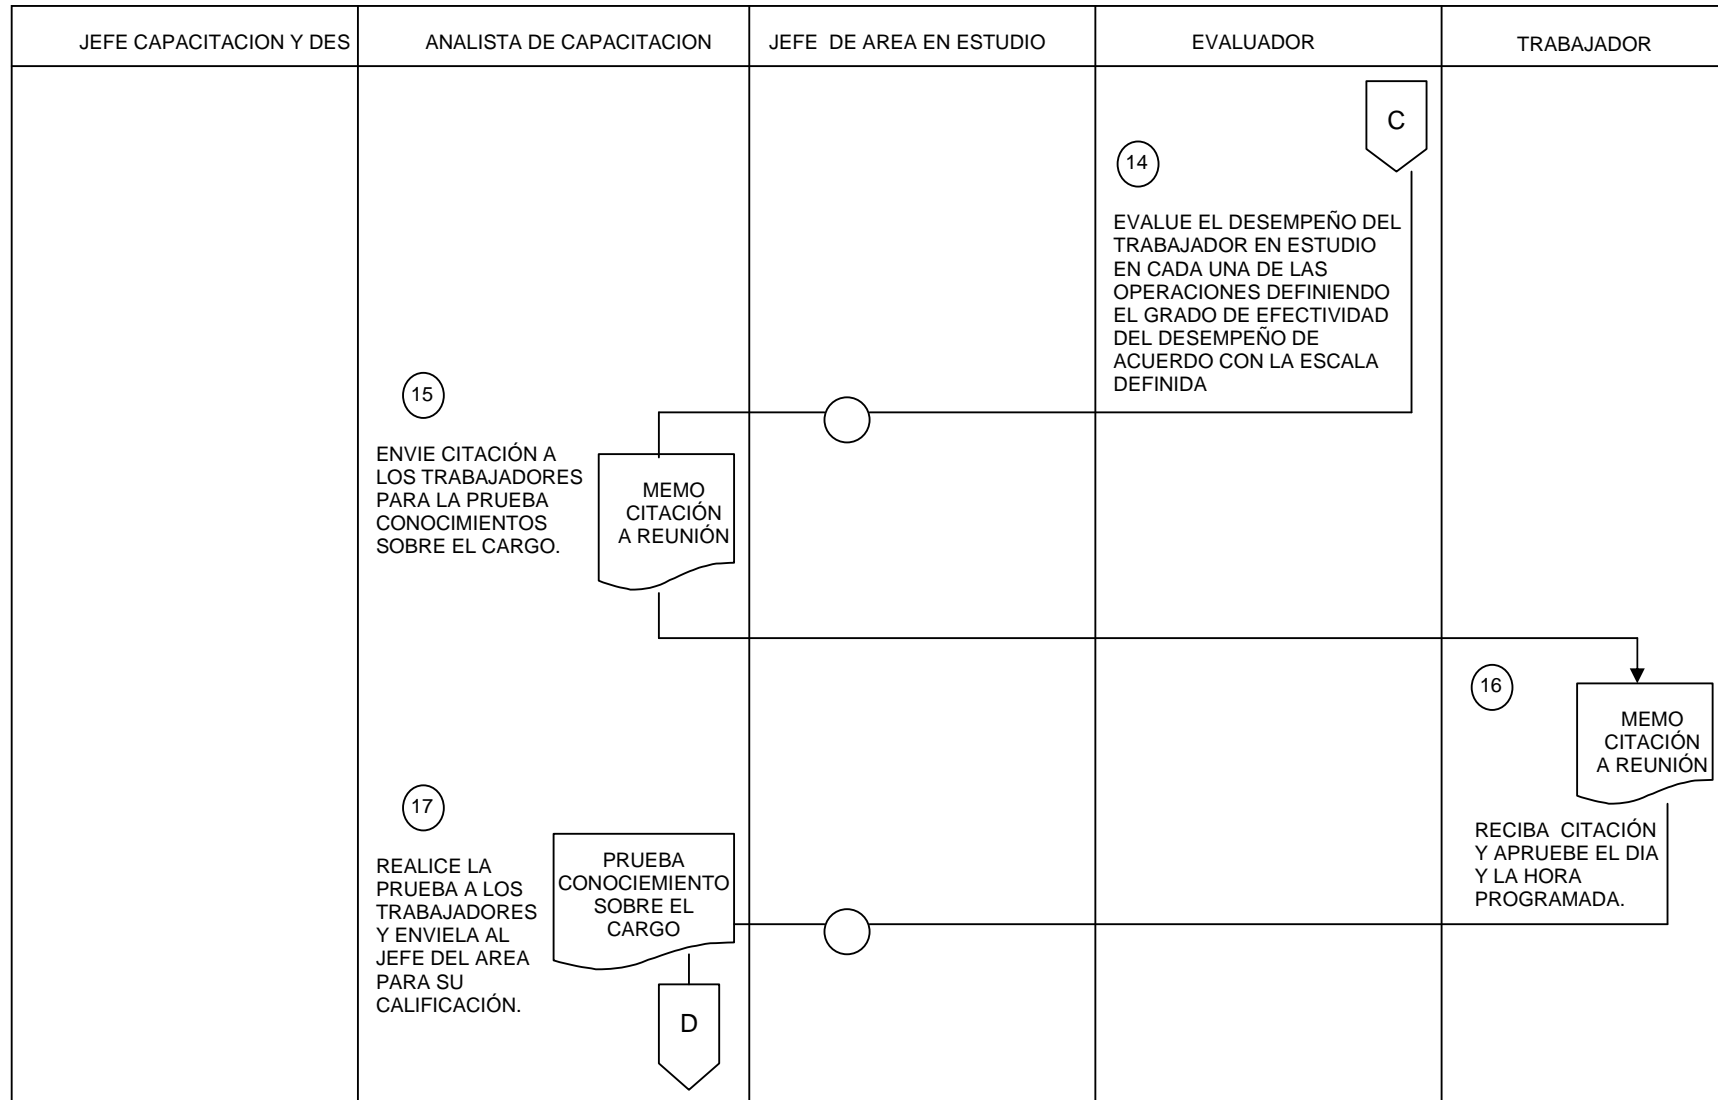 JEFE CAPACITACION Y DES
ANALISTA DE CAPACITACION
JEFE DE AREA EN ESTUDIO
EVALUADOR
TRABAJADOR
C
14
EVALUE EL DESEMPEÑO DEL
TRABAJADOR EN ESTUDIO
EN CADA UNA DE LAS
OPERACIONES DEFINIENDO
EL GRADO DE EFECTIVIDAD
DEL DESEMPEÑO DE
ACUERDO CON LA ESCALA
DEFINIDA
15
ENVIE CITACIÓN A
LOS TRABAJADORES
PARA LA PRUEBA
CONOCIMIENTOS
SOBRE EL CARGO.
MEMO
CITACIÓN
A REUNIÓN
16
MEMO
CITACIÓN
A REUNIÓN
RECIBA CITACIÓN
Y APRUEBE EL DIA
Y LA HORA
PROGRAMADA.
17
REALICE LA
PRUEBA A LOS
TRABAJADORES
Y ENVIELA AL
JEFE DEL AREA
PARA SU
CALIFICACIÓN.
PRUEBA
CONOCIEMIENTO
SOBRE EL
CARGO
D